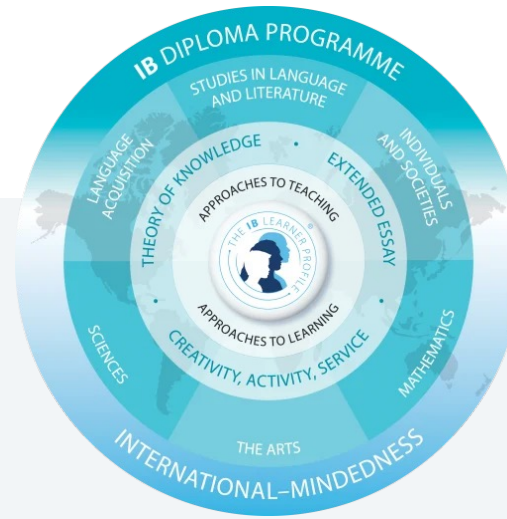 IB DIPLOMA PROGRAMME
STUDIES IN LANGUAGE
AND LITERATURE
LANGUAGE
ACQUISITION
INDIVIDUALS
AND SOCIETIES
THEORY OF KNOWLEDGE
•
EXTENDED ESSAY
•
APPROACHES TO TEACHING
THE IB LEARNER PROFILE
®
APPROACHES TO LEARNING
•
CREATIVITY, ACTIVITY, SERVICE
SCIENCES
MATHEMATICS
THE ARTS
INTERNATIONAL–MINDEDNESS